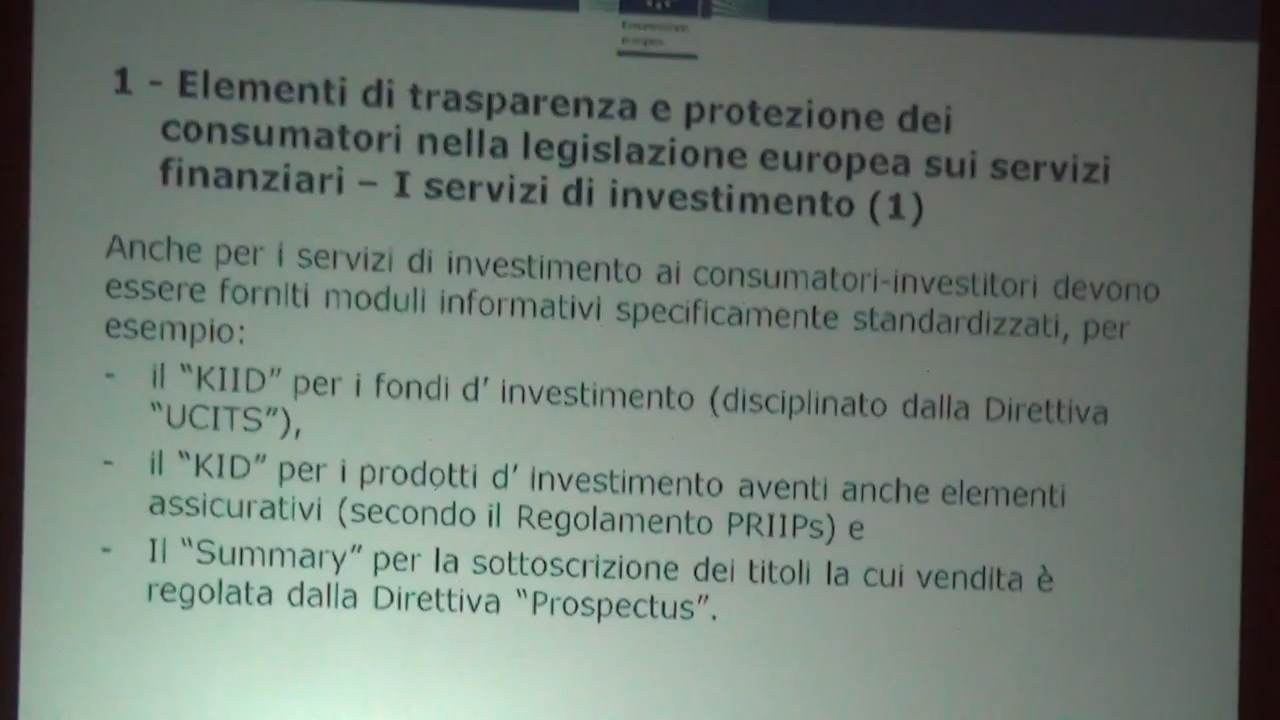 1 - Elementi di trasparenza e protezione dei
consumatori nella legislazione europea sui servizi
finanziari – I servizi di investimento (1)
Anche per i servizi di investimento ai consumatori-investitori devono
essere forniti moduli informativi specificamente standardizzati, per
esempio:
- il “KIID” per i fondi d’ investimento (disciplinato dalla Direttiva
“UCITS”),
- il “KID” per i prodotti d’ investimento aventi anche elementi
assicurativi (secondo il Regolamento PRIIPs) e
- Il “Summary” per la sottoscrizione dei titoli la cui vendita è
regolata dalla Direttiva “Prospectus”.